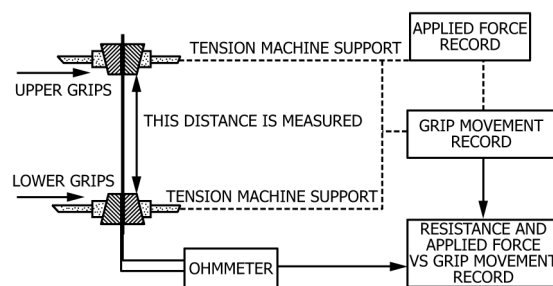 APPLIED FORCE
RECORD
TENSION MACHINE SUPPORT
UPPER GRIPS
THIS DISTANCE IS MEASURED
GRIP MOVEMENT
RECORD
LOWER GRIPS
TENSION MACHINE SUPPORT
RESISTANCE AND
APPLIED FORCE
VS GRIP MOVEMENT
RECORD
OHMMETER